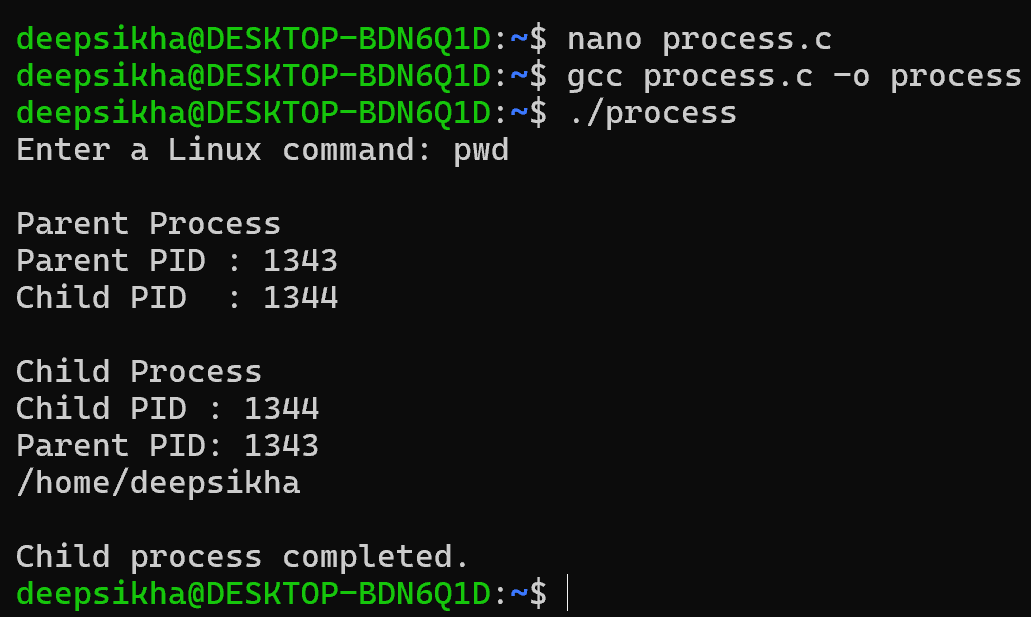 deepsikha@DESKTOP-BDN6Q1D:~$ nano process.c
deepsikha@DESKTOP-BDN6Q1D:~$ gcc process.c -o process
deepsikha@DESKTOP-BDN6Q1D:~$ ./process
Enter a Linux command: pwd

Parent Process
Parent PID : 1343
Child PID  : 1344

Child Process
Child PID : 1344
Parent PID: 1343
/home/deepsikha

Child process completed.
deepsikha@DESKTOP-BDN6Q1D:~$